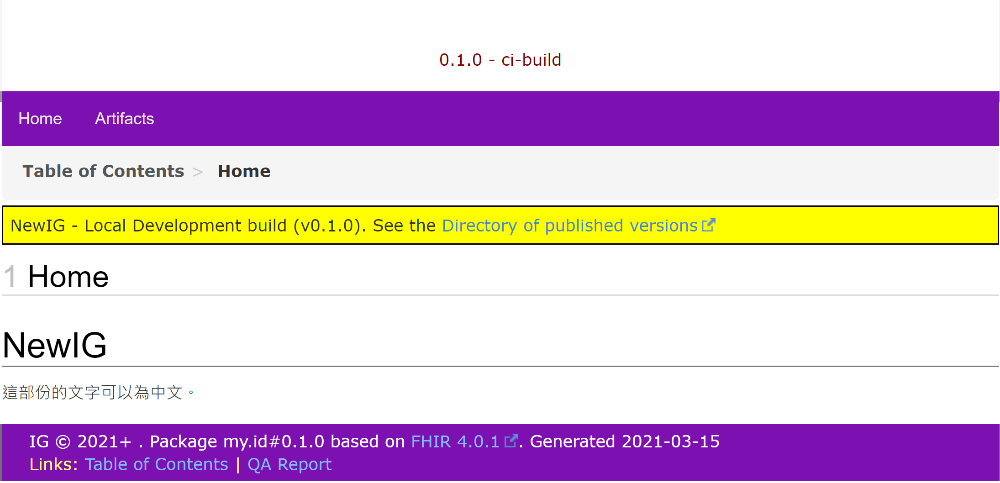 0.1.0 - ci-build
Home Artifacts
Table of Contents > Home
NewIG - Local Development build (v0.1.0). See the Directory of published versions
1 Home
NewIG
這部份的文字可以為中文。
IG © 2021+ . Package my.id#0.1.0 based on FHIR 4.0.1 . Generated 2021-03-15
Links: Table of Contents | QA Report